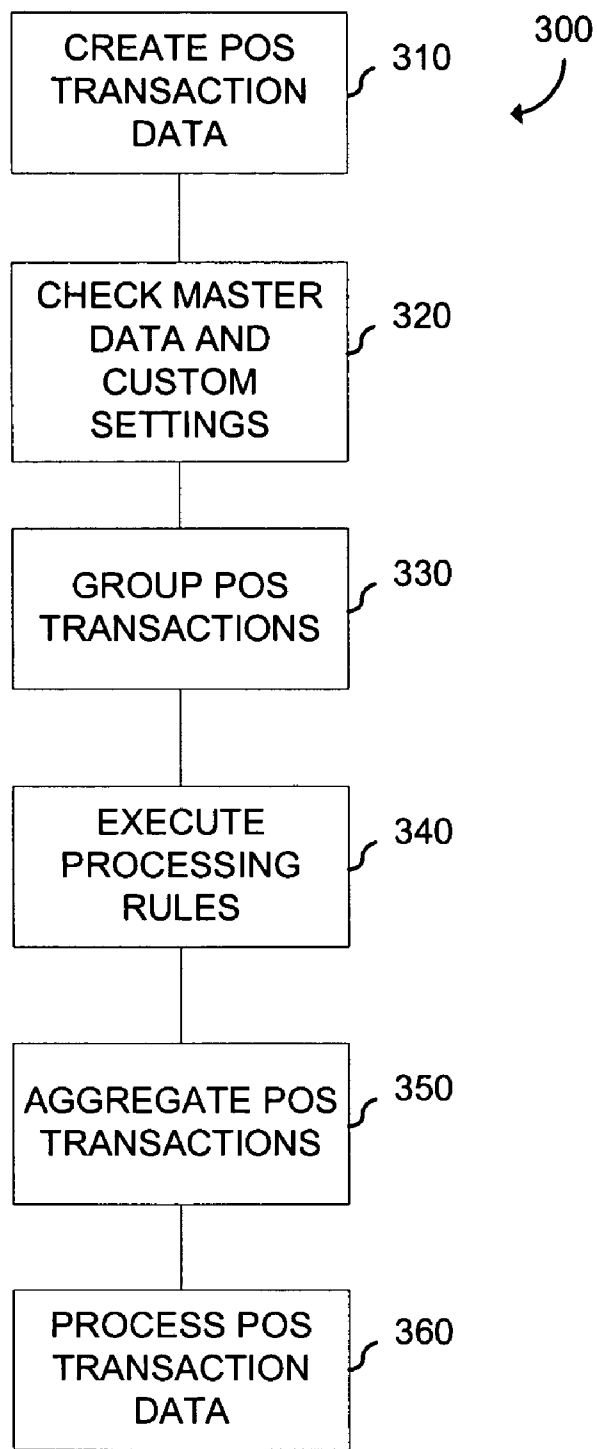 300
CREATE POS
TRANSACTION
DATA
310
CHECK MASTER
DATA AND
CUSTOM
SETTINGS
320
GROUP POS
TRANSACTIONS
330
EXECUTE
PROCESSING
RULES
340
AGGREGATE POS
TRANSACTIONS
350
PROCESS POS
TRANSACTION
DATA
360